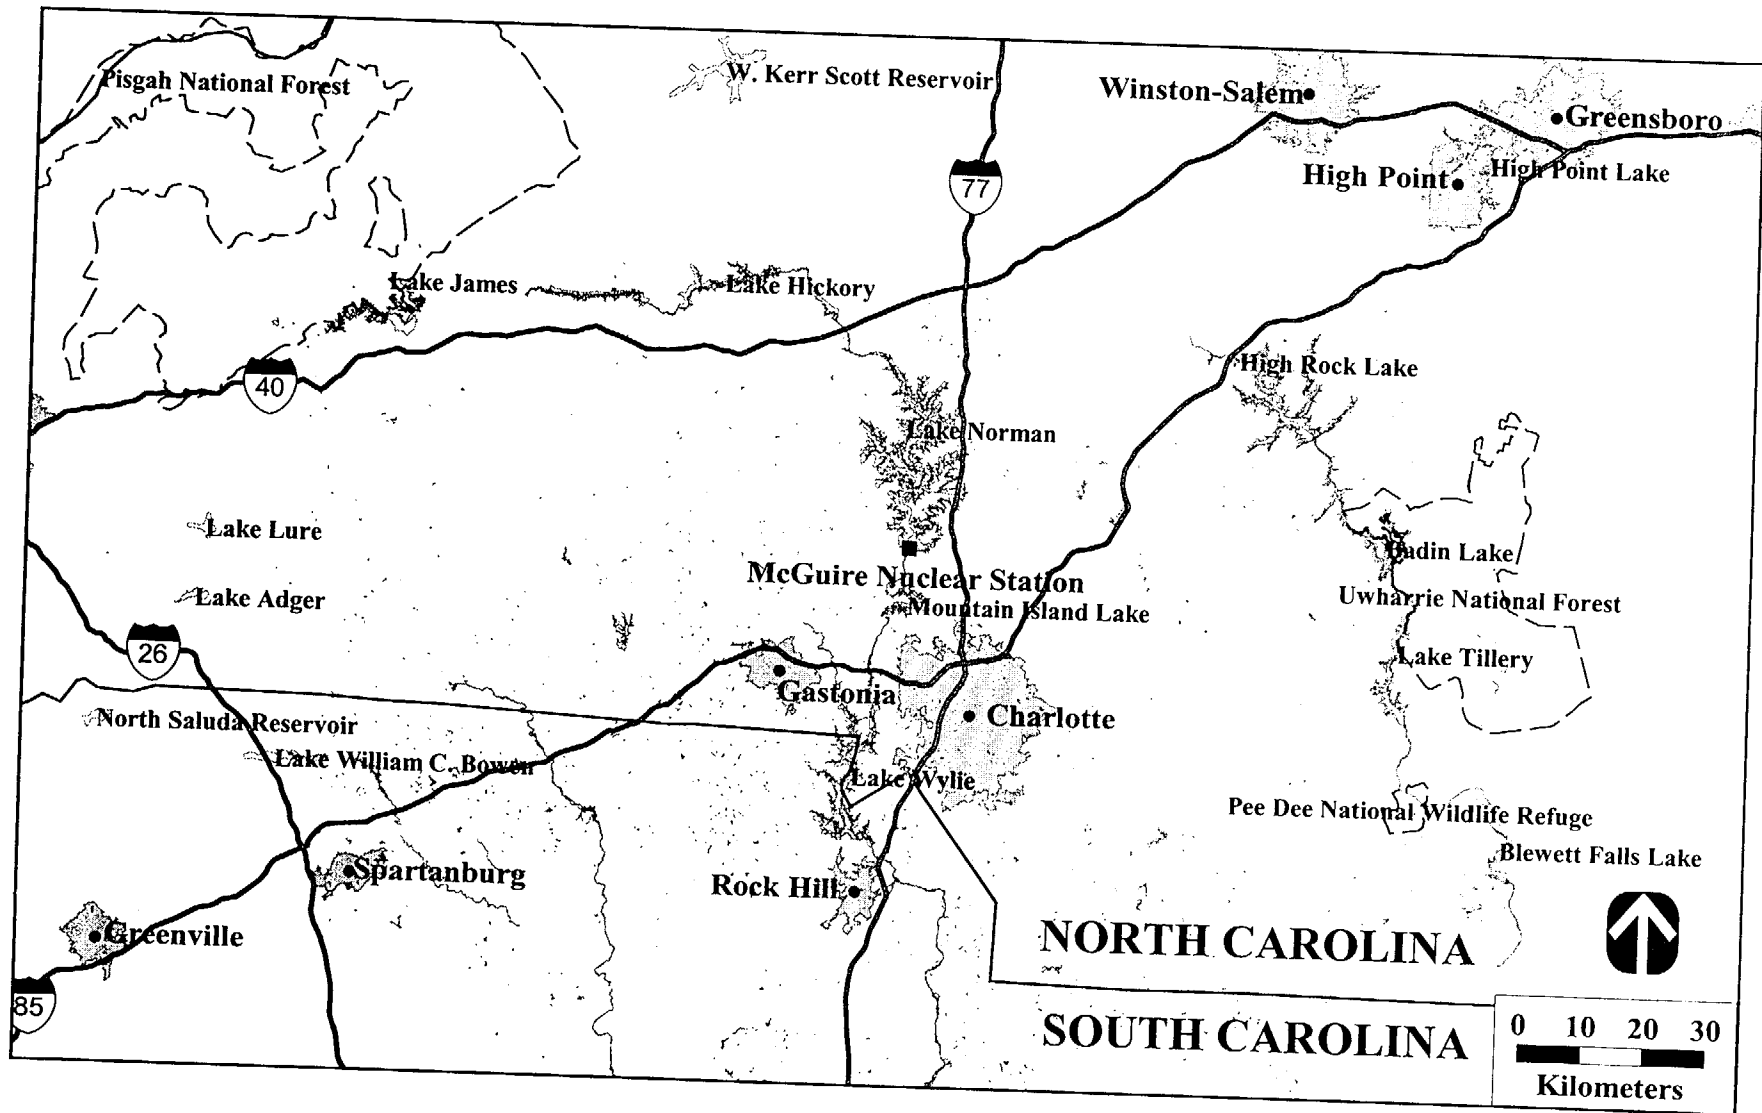 Pisgah National Forest
W. Kerr Scott Reservoir
Winston-Salem
Greensboro
77
High Point
High Point Lake
Lake James
Lake Hickory
High Rock Lake
40
Lake Norman
Lake Lure
Badin Lake
McGuire Nuclear Station
Lake Adger
Mountain Island Lake
Uwharrie National Forest
26
Lake Tillery
Gastonia
North Saluda Reservoir
Charlotte
Lake William C. Bowen
Lake Wylie
Pee Dee National Wildlife Refuge
Blewett Falls Lake
Spartanburg
Rock Hill
Greenville
NORTH CAROLINA
85
SOUTH CAROLINA
0 10 20 30
Kilometers